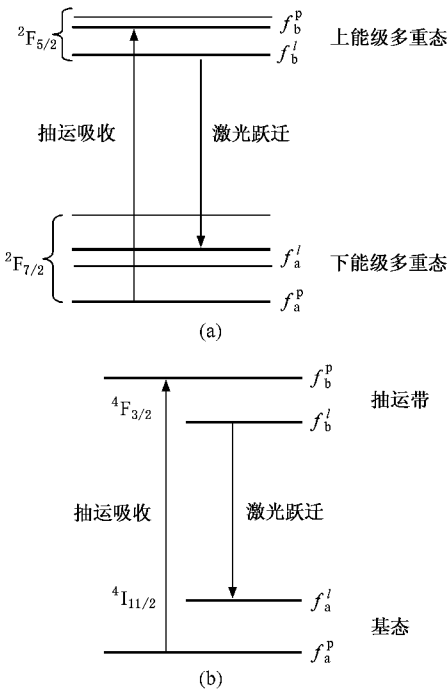 f_b^p
²F₅/₂ 上能级多重态
f_b^l
抽运吸收 激光跃迁
²F₇/₂ f_a^l 下能级多重态
f_a^p
(a)
f_b^p
⁴F₃/₂ 抽运带
f_b^l
抽运吸收 激光跃迁
⁴I₁₁/₂ f_a^l
基态
f_a^p
(b)